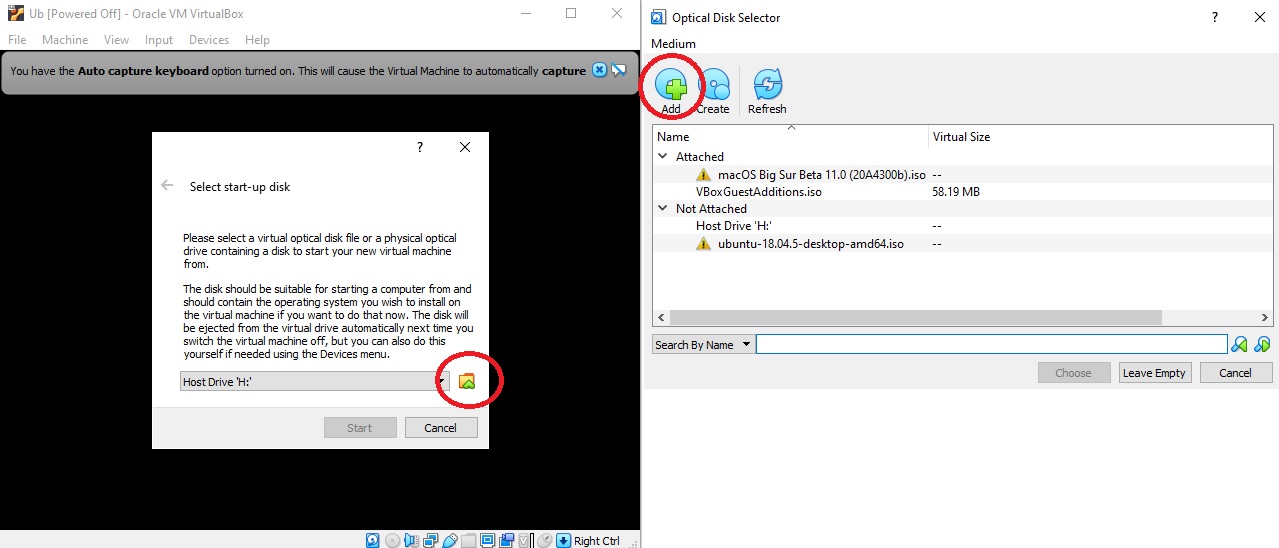 Ub [Powered Off] - Oracle VM VirtualBox
File Machine View Input Devices Help
You have the Auto capture keyboard option turned on. This will cause the Virtual Machine to automatically capture
?
Select start-up disk
Please select a virtual optical disk file or a physical optical
drive containing a disk to start your new virtual machine
from.
The disk should be suitable for starting a computer from and
should contain the operating system you wish to install on
the virtual machine if you want to do that now. The disk will
be ejected from the virtual drive automatically next time you
switch the virtual machine off, but you can also do this
yourself if needed using the Devices menu.
Host Drive 'H:'
Start Cancel
Right Ctrl
Optical Disk Selector ?
Medium
Add Create Refresh
Name Virtual Size
Attached
macOS Big Sur Beta 11.0 (20A4300b).iso --
VBoxGuestAdditions.iso 58.19 MB
Not Attached
Host Drive 'H:' --
ubuntu-18.04.5-desktop-amd64.iso --
Search By Name
Choose Leave Empty Cancel